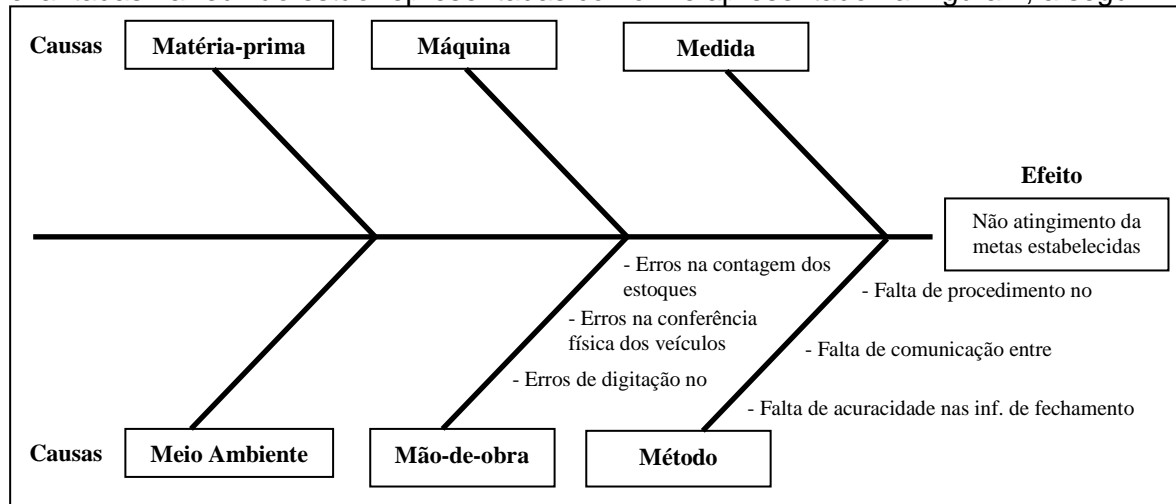 Causas
Matéria-prima
Máquina
Medida
Efeito
Não atingimento da
metas estabelecidas
- Erros na contagem dos
estoques
- Falta de procedimento no
- Erros na conferência
física dos veículos
- Falta de comunicação entre
- Erros de digitação no
- Falta de acuracidade nas inf. de fechamento
Causas
Meio Ambiente
Mão-de-obra
Método